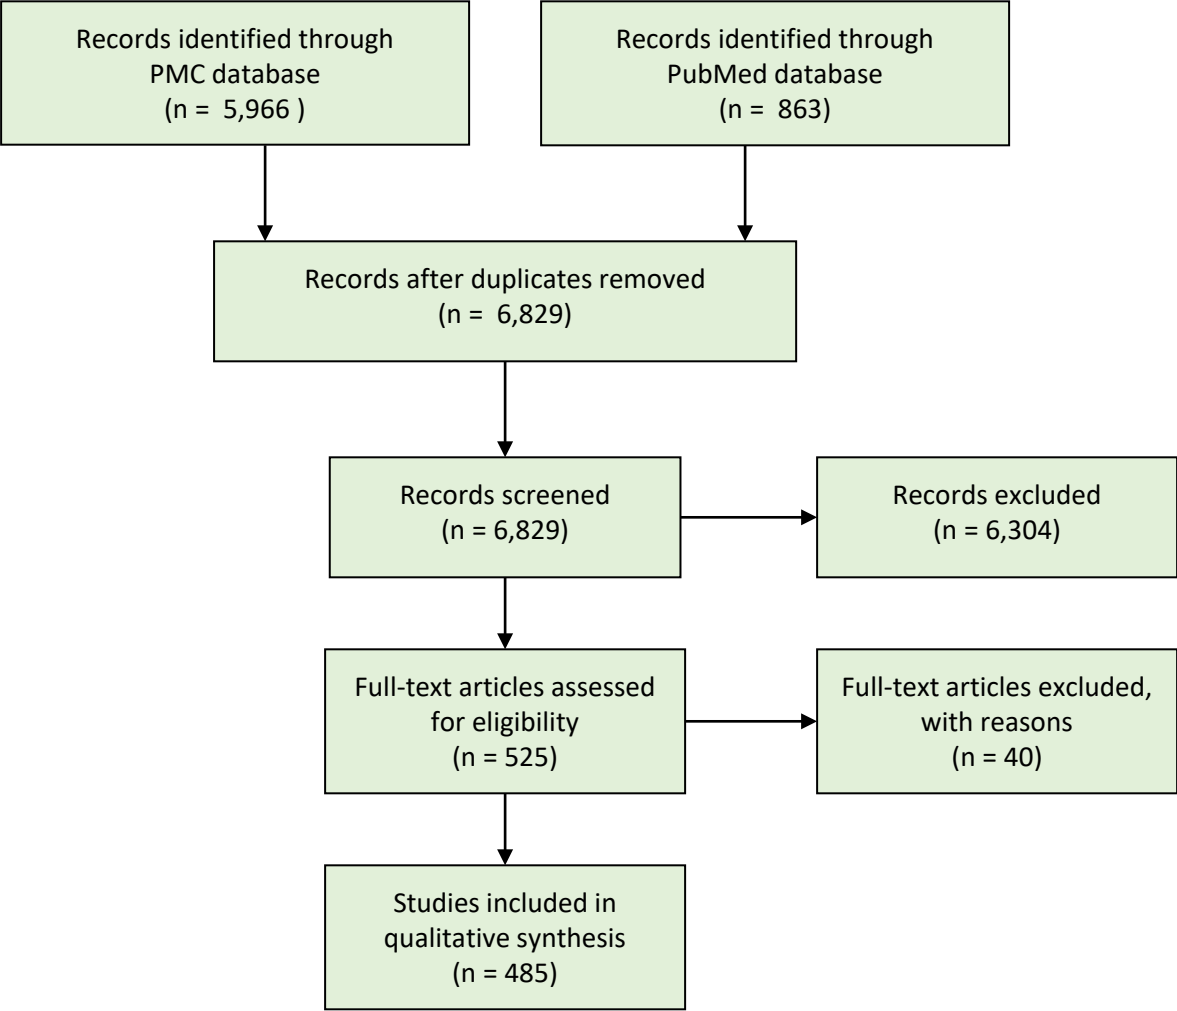 Records identified through
PMC database
(n =  5,966 )
Records identified through
PubMed database
(n =  863)
Records after duplicates removed
(n =  6,829)
Records screened
(n = 6,829)
Records excluded
(n = 6,304)
Full-text articles assessed
for eligibility
(n = 525)
Full-text articles excluded,
with reasons
(n = 40)
Studies included in
qualitative synthesis
(n = 485)